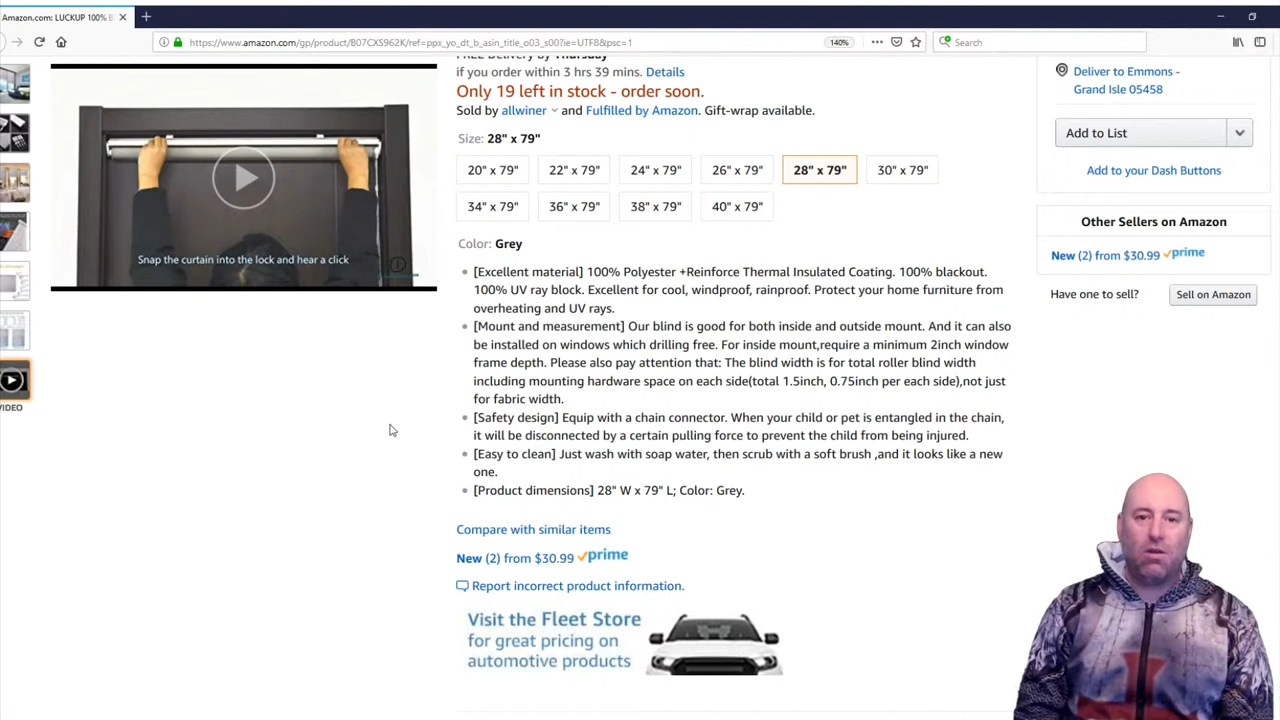 Amazon.com: LUCKUP 100% B
https://www.amazon.com/gp/product/B07CXS962K/ref=ppx_yo_dt_b_asin_title_o03_s00?ie=UTF8&psc=1
140%
Search
FREE Delivery by Thursday
if you order within 3 hrs 39 mins. Details
Only 19 left in stock - order soon.
Sold by allwiner and Fulfilled by Amazon. Gift-wrap available.
Size: 28" x 79"
20" x 79" 22" x 79" 24" x 79" 26" x 79" 28" x 79" 30" x 79"
34" x 79" 36" x 79" 38" x 79" 40" x 79"
Color: Grey
[Excellent material] 100% Polyester +Reinforce Thermal Insulated Coating. 100% blackout.
100% UV ray block. Excellent for cool, windproof, rainproof. Protect your home furniture from
overheating and UV rays.
[Mount and measurement] Our blind is good for both inside and outside mount. And it can also
be installed on windows which drilling free. For inside mount,require a minimum 2inch window
frame depth. Please also pay attention that: The blind width is for total roller blind width
including mounting hardware space on each side(total 1.5inch, 0.75inch per each side),not just
for fabric width.
[Safety design] Equip with a chain connector. When your child or pet is entangled in the chain,
it will be disconnected by a certain pulling force to prevent the child from being injured.
[Easy to clean] Just wash with soap water, then scrub with a soft brush ,and it looks like a new
one.
[Product dimensions] 28" W x 79" L; Color: Grey.
Compare with similar items
New (2) from $30.99 prime
Report incorrect product information.
Visit the Fleet Store
for great pricing on
automotive products
Snap the curtain into the lock and hear a click
VIDEO
Deliver to Emmons -
Grand Isle 05458
Add to List
Add to your Dash Buttons
Other Sellers on Amazon
New (2) from $30.99 prime
Have one to sell? Sell on Amazon